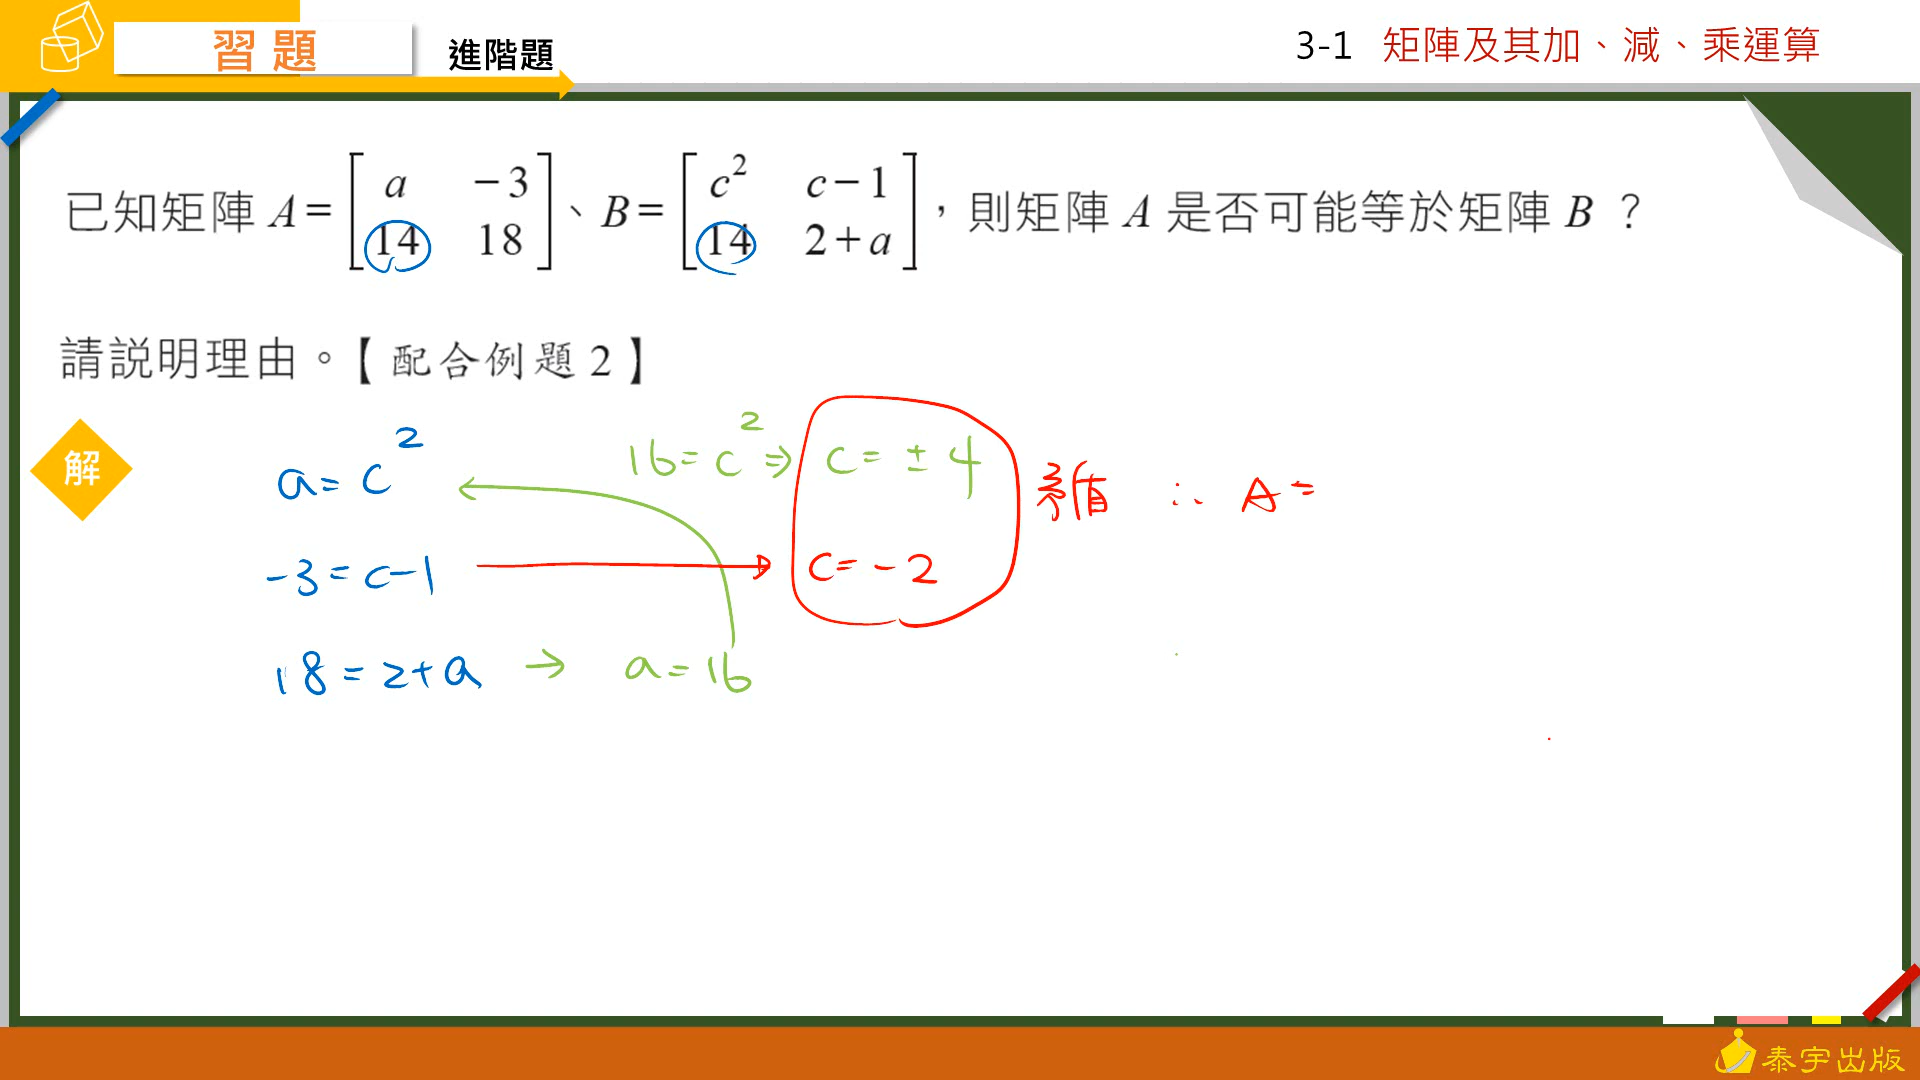 習題
進階題
3-1 矩陣及其加、減、乘運算
已知矩陣 A=[a -3 14 18]、B=[c² c-1 14 2+a],則矩陣 A 是否可能等於矩陣 B ?
請說明理由。【配合例題 2】
解
a=c² 16=c² ⇒ c=±4
矛盾 ∴ A=
-3=c-1 → c=-2
18=2+a → a=16
泰宇出版